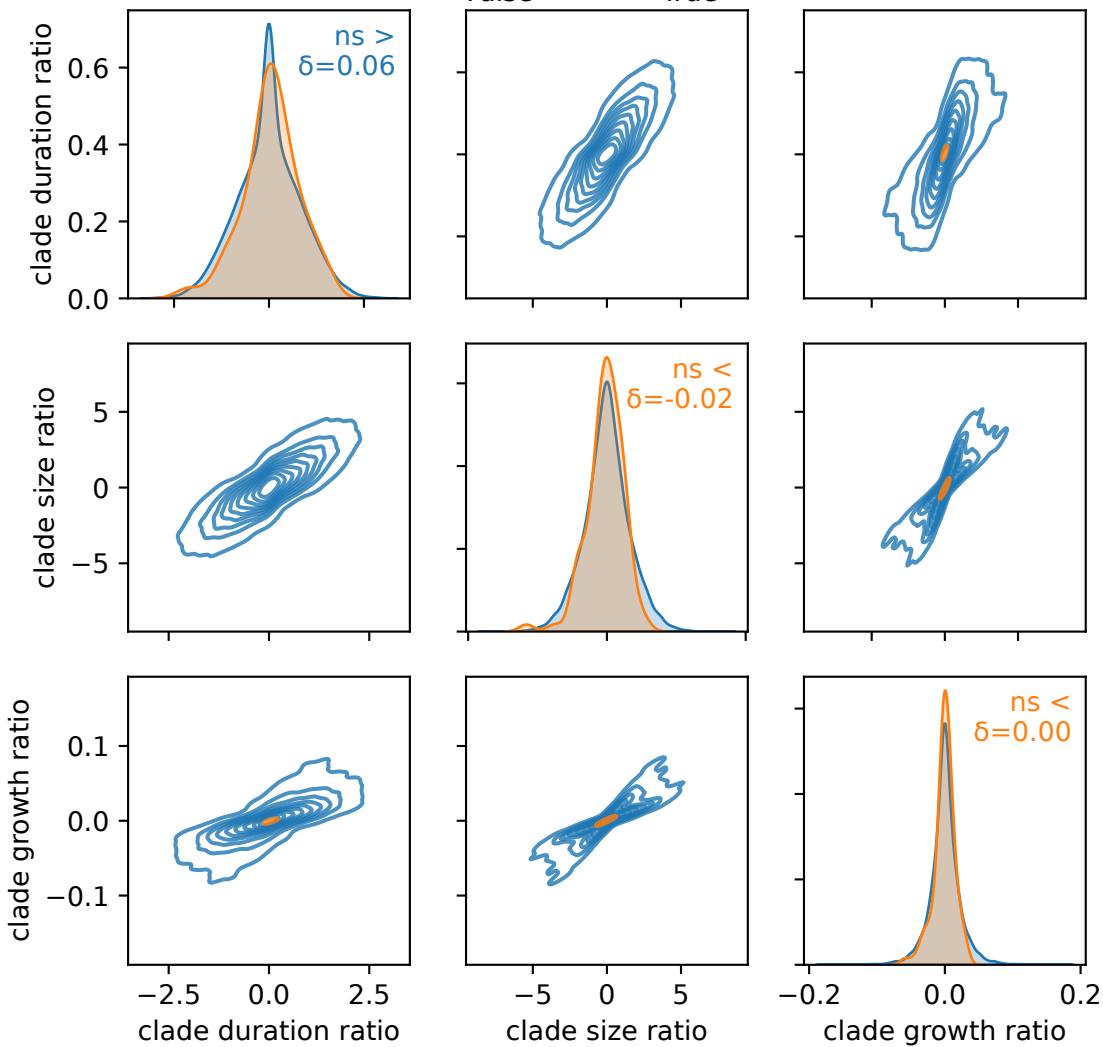 clade duration ratio
0.6
0.4
0.2
0.0
ns >
δ=0.06
clade size ratio
5
0
−5
ns <
δ=-0.02
clade growth ratio
0.1
0.0
−0.1
ns <
δ=0.00
−2.5 0.0 2.5
clade duration ratio
−5 0 5
clade size ratio
−0.2 0.0 0.2
clade growth ratio